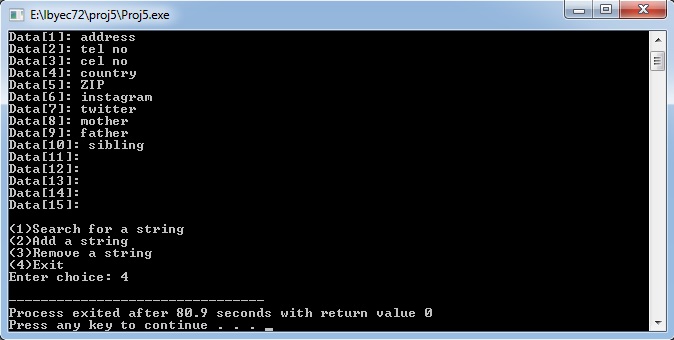 E:\lbyec72\proj5\Proj5.exe
Data[1]: address
Data[2]: tel no
Data[3]: cel no
Data[4]: country
Data[5]: ZIP
Data[6]: instagram
Data[7]: twitter
Data[8]: mother
Data[9]: father
Data[10]: sibling
Data[11]:
Data[12]:
Data[13]:
Data[14]:
Data[15]:
(1)Search for a string
(2)Add a string
(3)Remove a string
(4)Exit
Enter choice: 4
--------------------------------
Process exited after 80.9 seconds with return value 0
Press any key to continue . . . _